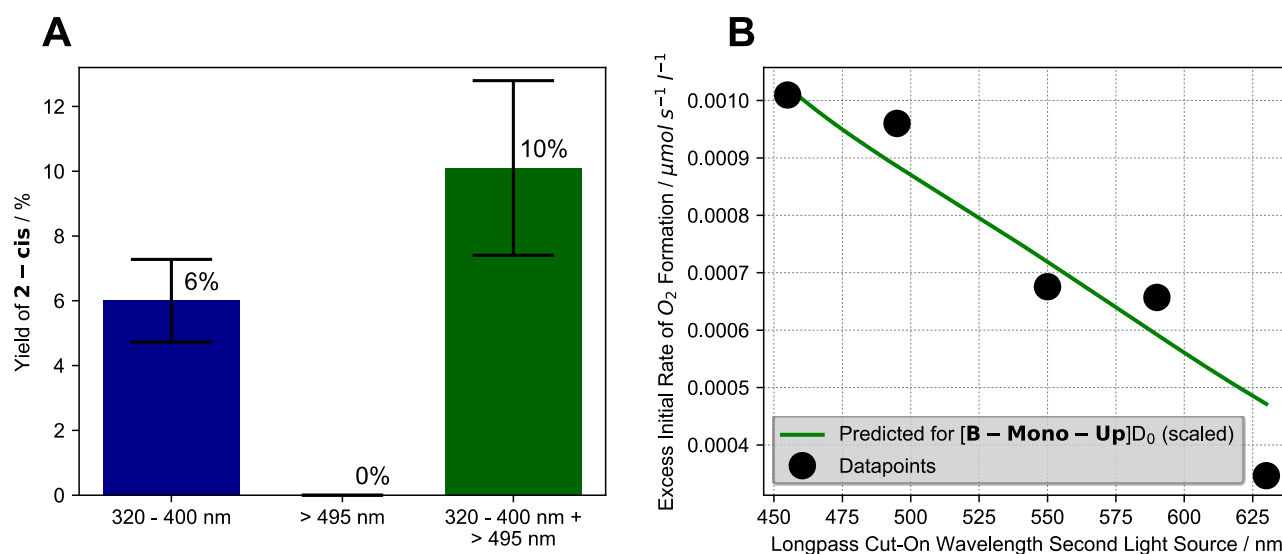 A
Yield of 2 – cis / %
0
2
4
6
8
10
12
6%
0%
10%
320 - 400 nm
> 495 nm
320 - 400 nm +
> 495 nm
B
Excess Initial Rate of O₂ Formation / μmol s⁻¹ /⁻¹
0.0010
0.0009
0.0008
0.0007
0.0006
0.0005
0.0004
Predicted for [B – Mono – Up]D₀ (scaled)
Datapoints
450
475
500
525
550
575
600
625
Longpass Cut-On Wavelength Second Light Source / nm